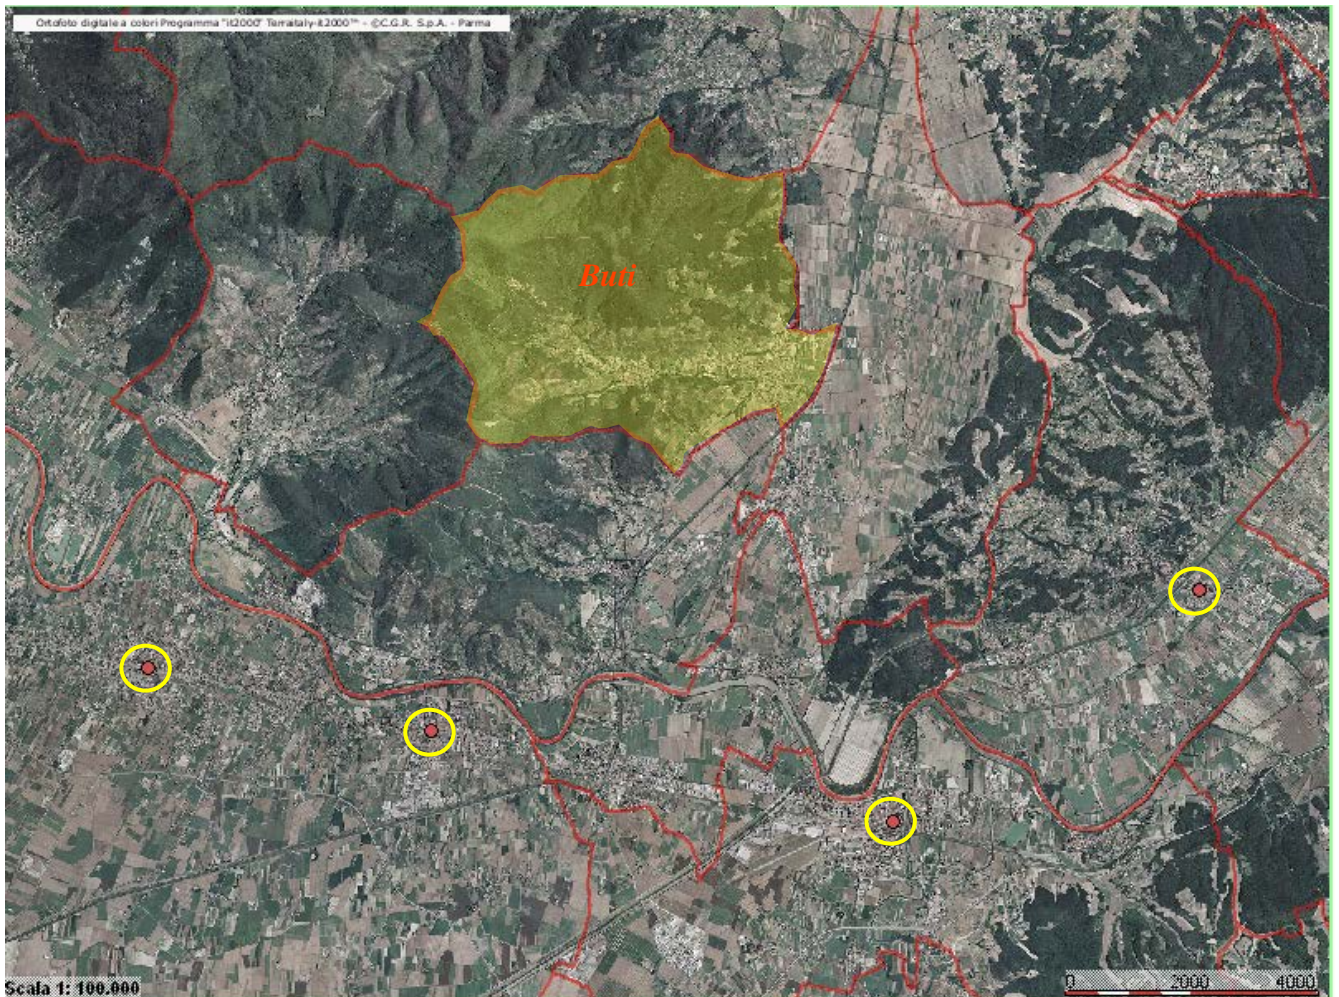 Ortofoto digitale a colori Programma "it2000" Terraitaly-it2000™ - ©C.G.R. S.p.A. - Parma
Buti
Scala 1: 100.000
0 2000 4000